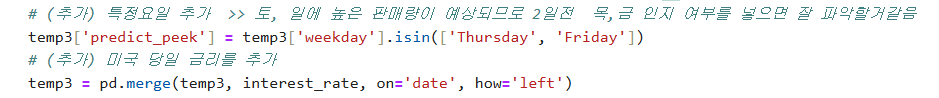 # (추가) 특정요일 추가  >> 토, 일에 높은 판매량이 예상되므로 2일전  목,금 인지 여부를 넣으면 잘 파악할거같음
temp3['predict_peek'] = temp3['weekday'].isin(['Thursday', 'Friday'])
# (추가) 미국 당일 금리를 추가
temp3 = pd.merge(temp3, interest_rate, on='date', how='left')